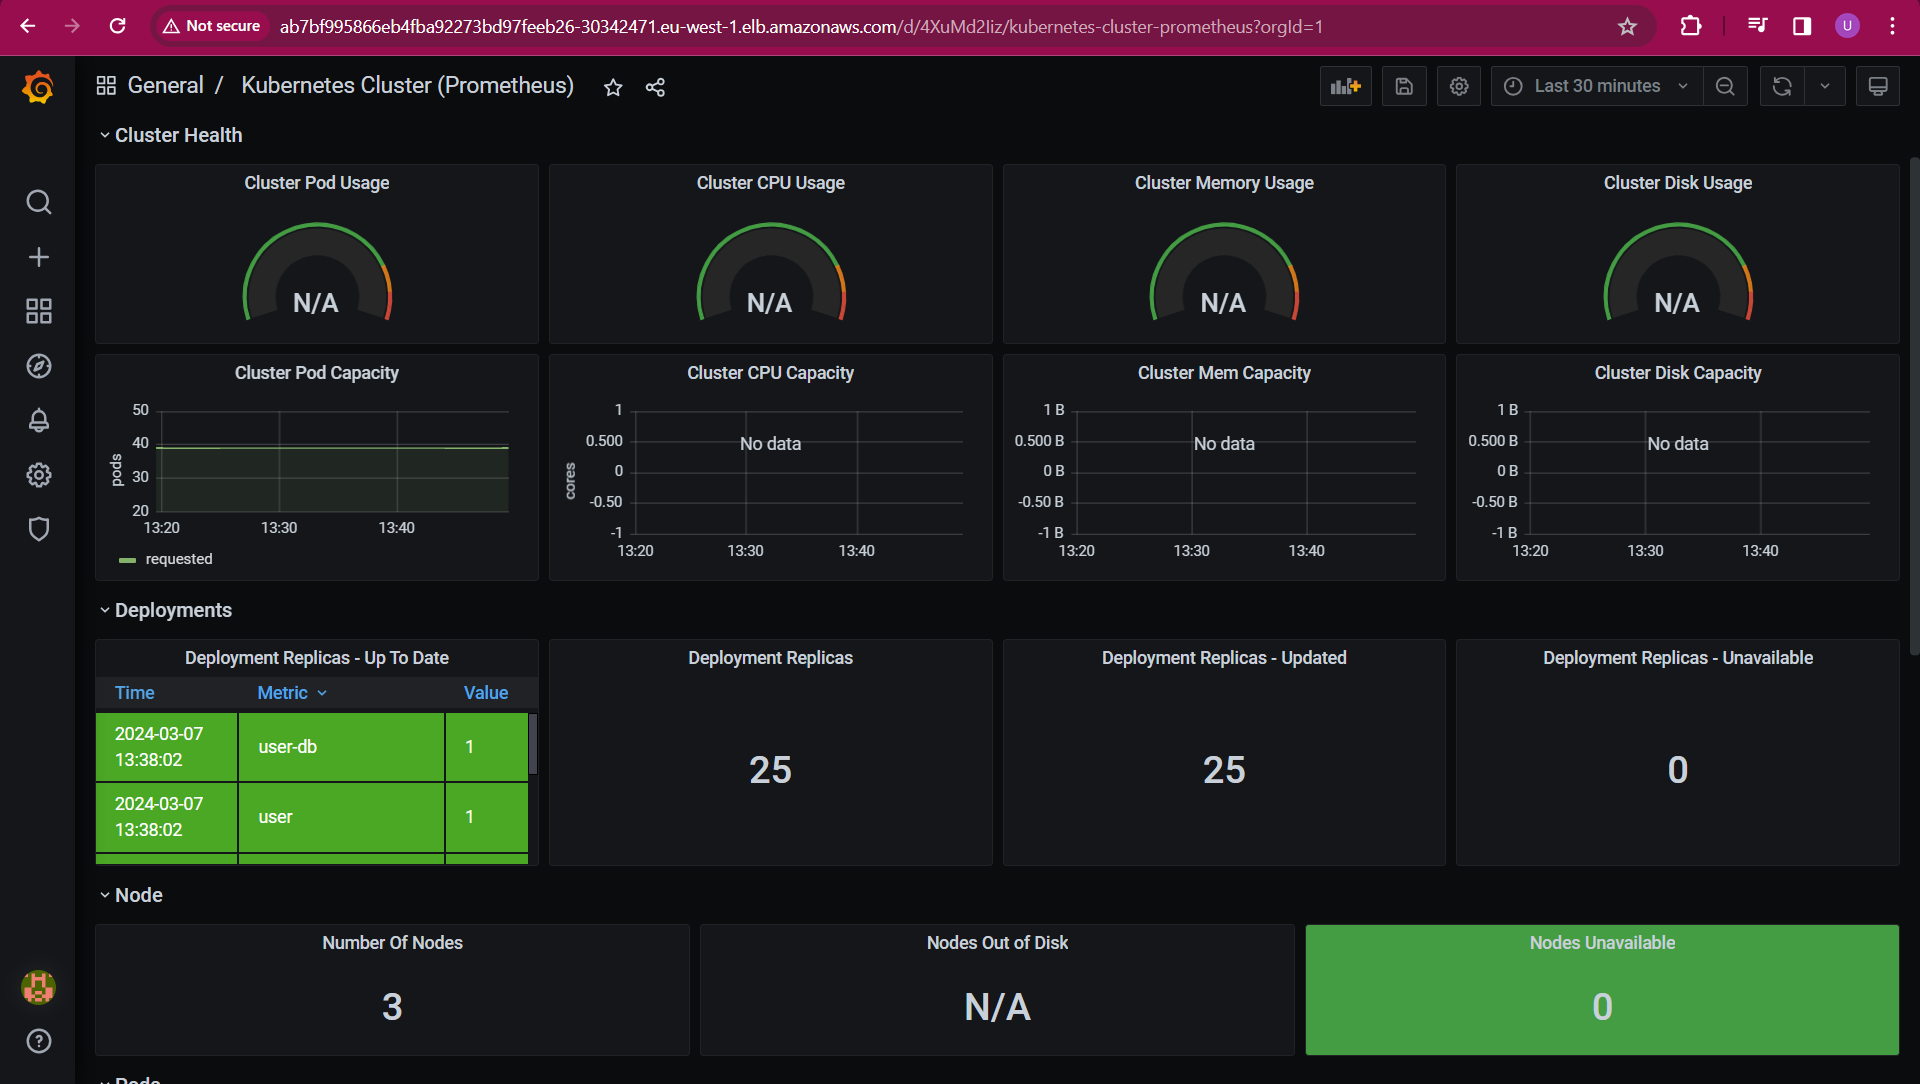 Not secure
ab7bf995866eb4fba92273bd97feeb26-30342471.eu-west-1.elb.amazonaws.com/d/4XuMd2Iiz/kubernetes-cluster-prometheus?orgId=1
U
General / Kubernetes Cluster (Prometheus)
Last 30 minutes
Cluster Health
Cluster Pod Usage
N/A
Cluster CPU Usage
N/A
Cluster Memory Usage
N/A
Cluster Disk Usage
N/A
Cluster Pod Capacity
pods
50
40
30
20
13:20 13:30 13:40
requested
Cluster CPU Capacity
cores
1
0.500
0
-0.50
-1
No data
13:20 13:30 13:40
Cluster Mem Capacity
1 B
0.500 B
0 B
-0.50 B
-1 B
No data
13:20 13:30 13:40
Cluster Disk Capacity
1 B
0.500 B
0 B
-0.50 B
-1 B
No data
13:20 13:30 13:40
Deployments
Deployment Replicas - Up To Date
Time Metric Value
2024-03-07 13:38:02 user-db 1
2024-03-07 13:38:02 user 1
Deployment Replicas
25
Deployment Replicas - Updated
25
Deployment Replicas - Unavailable
0
Node
Number Of Nodes
3
Nodes Out of Disk
N/A
Nodes Unavailable
0